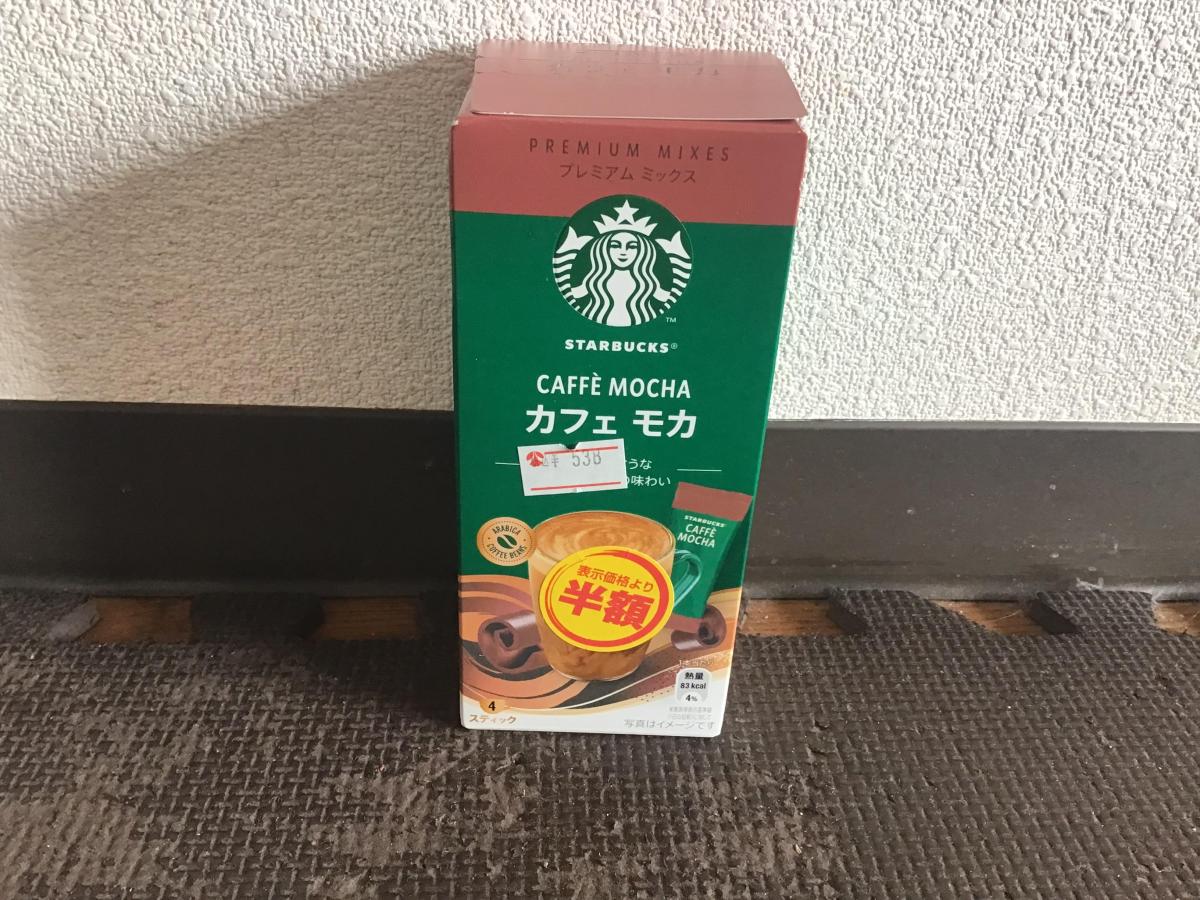 PREMIUM MIXES
プレミアム ミックス
TM
STARBUCKS®
CAFFÈ MOCHA
カフェ モカ
¥ 538
うな
の味わい
STARBUCKS
CAFFÈ
MOCHA
ARABICA
COFFEE BEANS
表示価格より
半額
熱量
83 kcal
4%
4
スティック
写真はイメージです